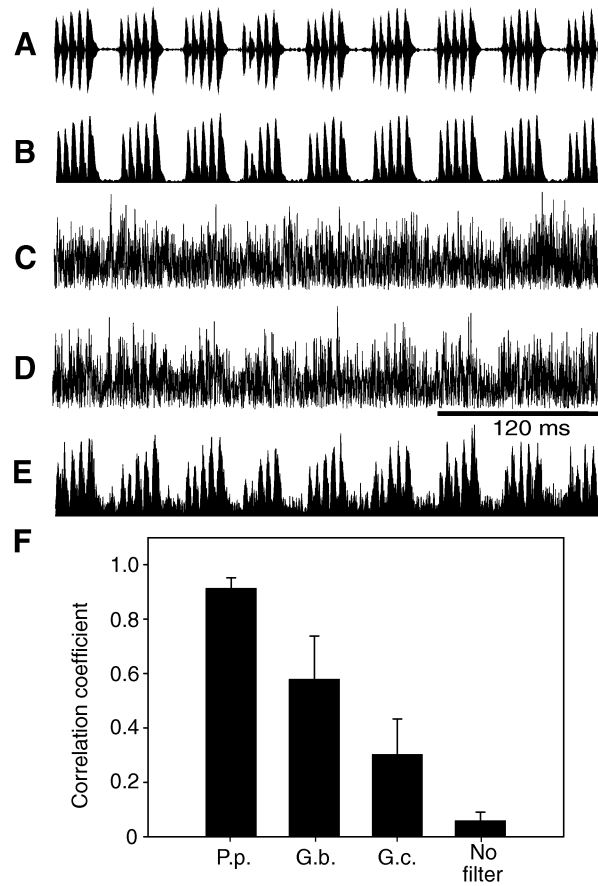 A
B
C
D
120 ms
E
F
1.0
0.8
0.6
0.4
0.2
0
Correlation coefficient
P.p.
G.b.
G.c.
No
filter